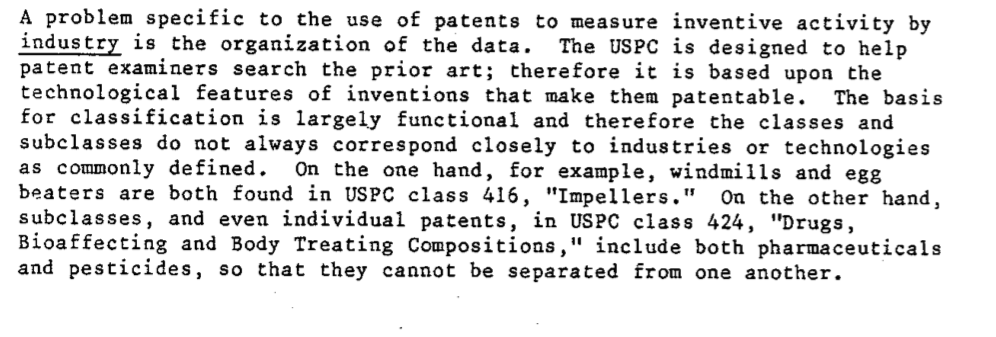 A problem specific to the use of patents to measure inventive activity by
industry is the organization of the data. The USPC is designed to help
patent examiners search the prior art; therefore it is based upon the
technological features of inventions that make them patentable. The basis
for classification is largely functional and therefore the classes and
subclasses do not always correspond closely to industries or technologies
as commonly defined. On the one hand, for example, windmills and egg
beaters are both found in USPC class 416, "Impellers." On the other hand,
subclasses, and even individual patents, in USPC class 424, "Drugs,
Bioaffecting and Body Treating Compositions," include both pharmaceuticals
and pesticides, so that they cannot be separated from one another.